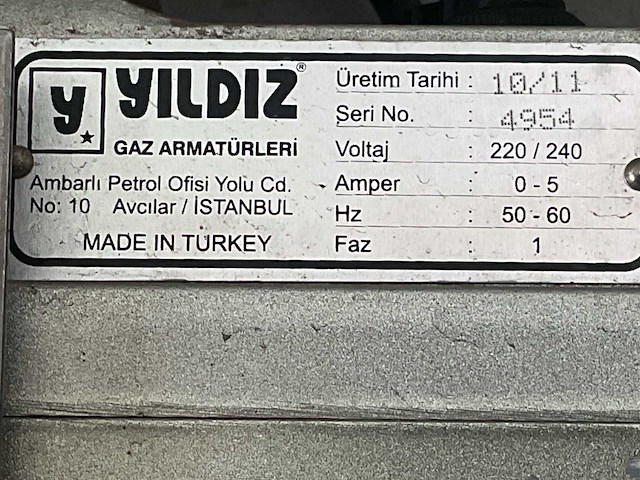 y YILDIZ®
GAZ ARMATÜRLERİ
Ambarlı Petrol Ofisi Yolu Cd.
No: 10 Avcılar / İSTANBUL
MADE IN TURKEY
Üretim Tarihi : 10/11
Seri No. : 4954
Voltaj : 220 / 240
Amper : 0 - 5
Hz : 50 - 60
Faz : 1